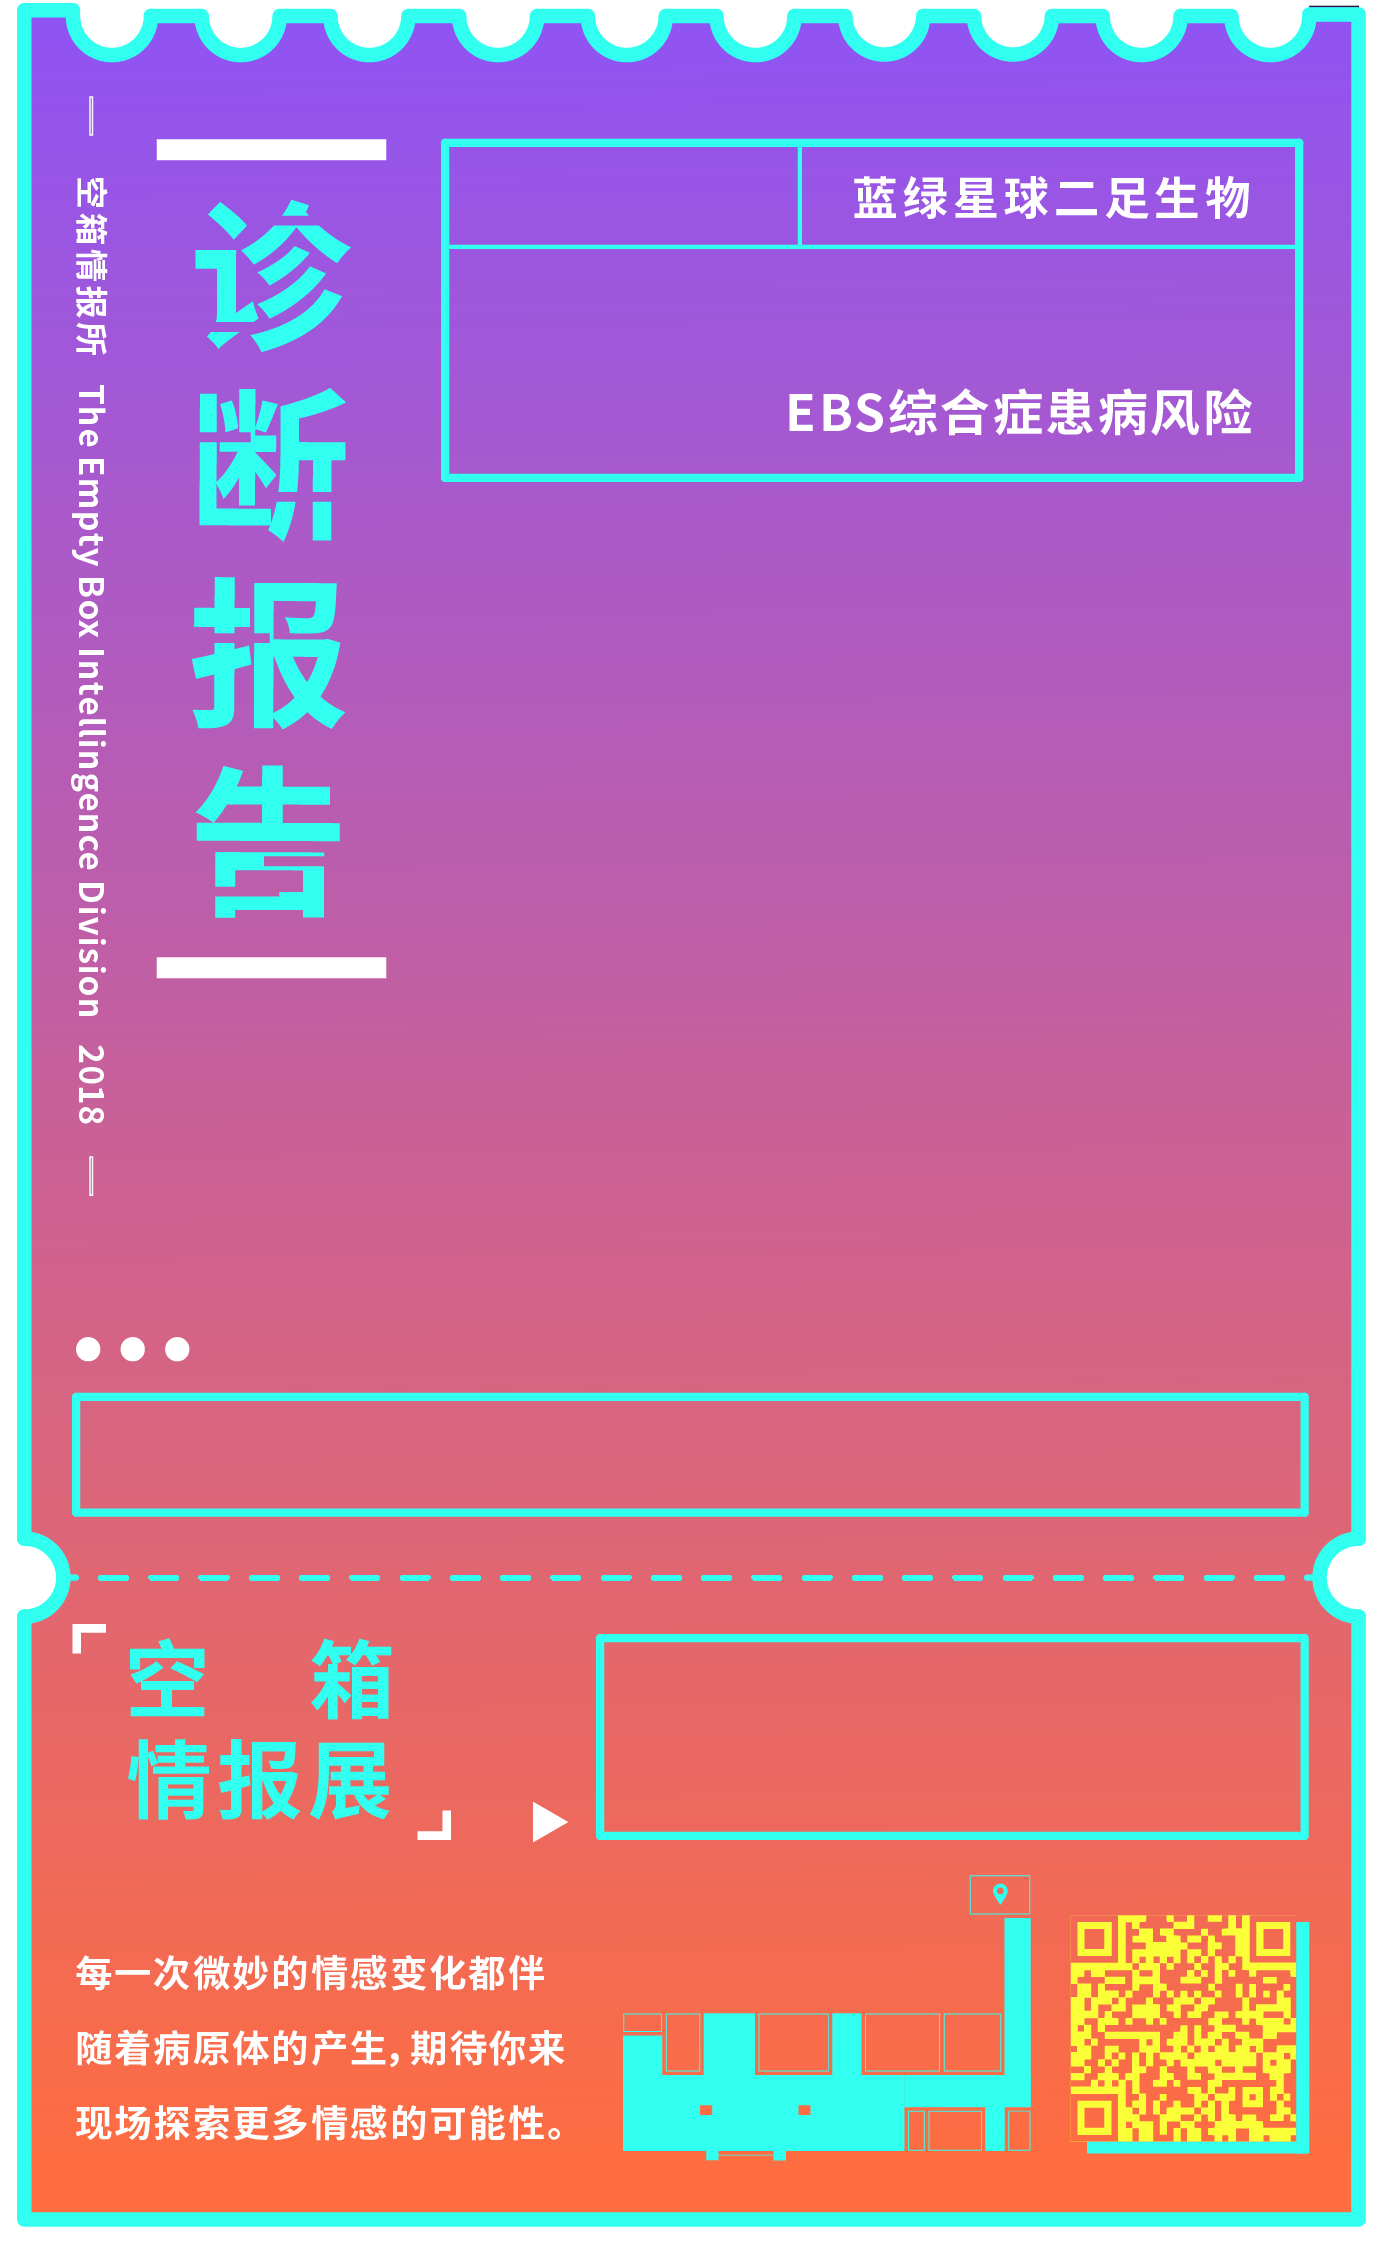 空箱情报所 The Empty Box Intellingence Division 2018
诊断报告
蓝绿星球二足生物
EBS综合症患病风险
空 箱
情报展
每一次微妙的情感变化都伴
随着病原体的产生，期待你来
现场探索更多情感的可能性。